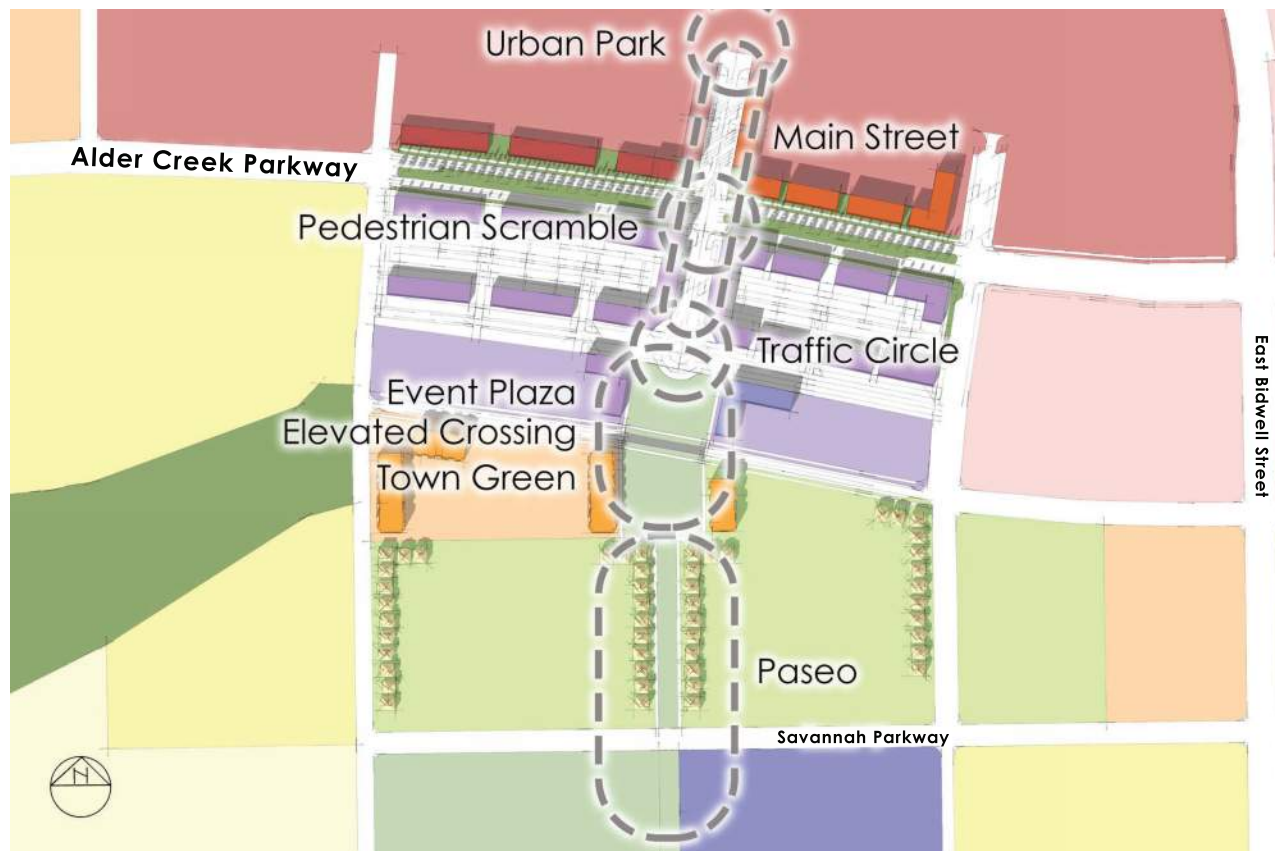 Urban Park
Main Street
Alder Creek Parkway
Pedestrian Scramble
Traffic Circle
East Bidwell Street
Event Plaza
Elevated Crossing
Town Green
Paseo
Savannah Parkway
N